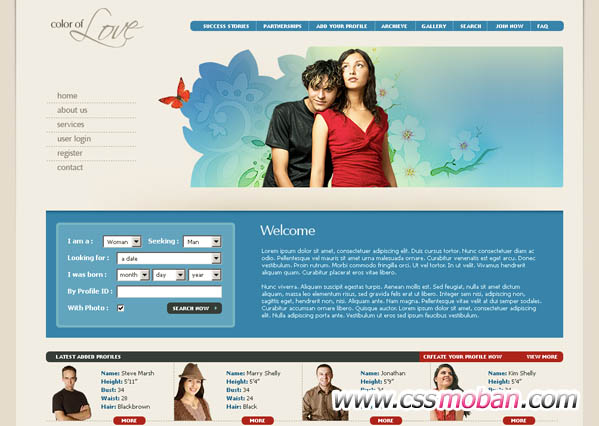 color of Love
SUCCESS STORIES PARTNERSHIPS ADD YOUR PROFILE ARCHIEVE GALLERY SEARCH JOIN NOW FAQ
home
about us
services
user login
register
contact
I am a : Woman Seeking : Man
Looking for : a date
I was born : month day year
By Profile ID :
With Photo : SEARCH NOW
Welcome
Lorem ipsum dolor sit amet, consectetuer adipiscing elit. Duis cursus tortor. Nunc consectetuer diam ac
odio. Pellentesque vel mauris sit amet urna malesuada ornare. Curabitur venenatis est eget arcu. Donec
vestibulum. Proin rutrum. Morbi commodo fringilla orci. Ut vel tortor. In ut velit. Vivamus hendrerit
aliquam quam. Curabitur placerat eros vitae libero.
Nunc viverra. Aliquam suscipit egestas turpis. Aenean mollis est. Sed feugiat, nulla sit amet dictum
aliquam, massa leo elementum risus, sed gravida felis erat ut libero. Integer sem nisi, adipiscing non,
sagittis eget, hendrerit non, nisi. Aliquam ante. Nam magna. Pellentesque vitae velit at dui semper sodales.
Curabitur accumsan ornare libero. Quisque auctor. Lorem ipsum dolor sit amet, consectetuer adipiscing
elit. Nulla adipiscing porta ante. Vestibulum ut eros sed ipsum faucibus vestibulum.
LATEST ADDED PROFILES CREATE YOUR PROFILE NOW VIEW MORE
Name: Steve Marsh
Height: 5'11"
Bust: 34
Waist: 28
Hair: Blackbrown
MORE
Name: Marry Shelly
Height: 5'4"
Bust: 34
Waist: 24
Hair: Black
MORE
Name: Jonathan
Height: 5'9"
Bust: 34
MORE
Name: Kim Shelly
Height: 5'4"
MORE
www.cssmoban.com